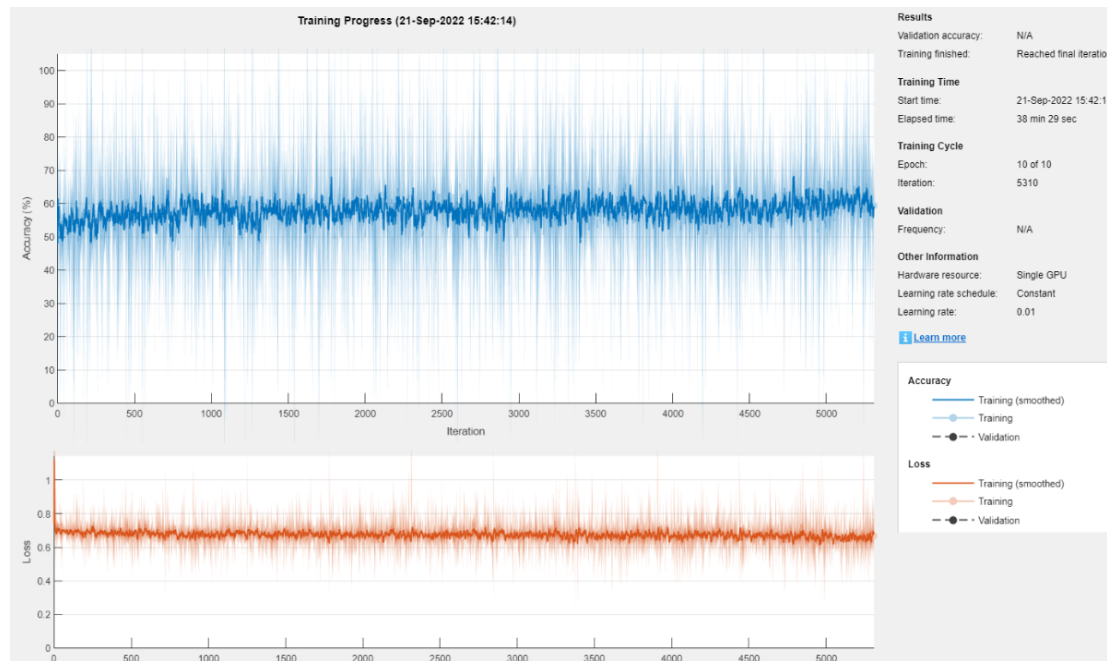 Training Progress (21-Sep-2022 15:42:14)
100
90
80
70
60
50
40
30
20
10
0
Accuracy (%)
0 500 1000 1500 2000 2500 3000 3500 4000 4500 5000
Iteration
1
0.8
0.6
0.4
0.2
0
Loss
0 500 1000 1500 2000 2500 3000 3500 4000 4500 5000
Results
Validation accuracy: N/A
Training finished: Reached final iteratio
Training Time
Start time: 21-Sep-2022 15:42:1
Elapsed time: 38 min 29 sec
Training Cycle
Epoch: 10 of 10
Iteration: 5310
Validation
Frequency: N/A
Other Information
Hardware resource: Single GPU
Learning rate schedule: Constant
Learning rate: 0.01
i Learn more
Accuracy
Training (smoothed)
Training
Validation
Loss
Training (smoothed)
Training
Validation